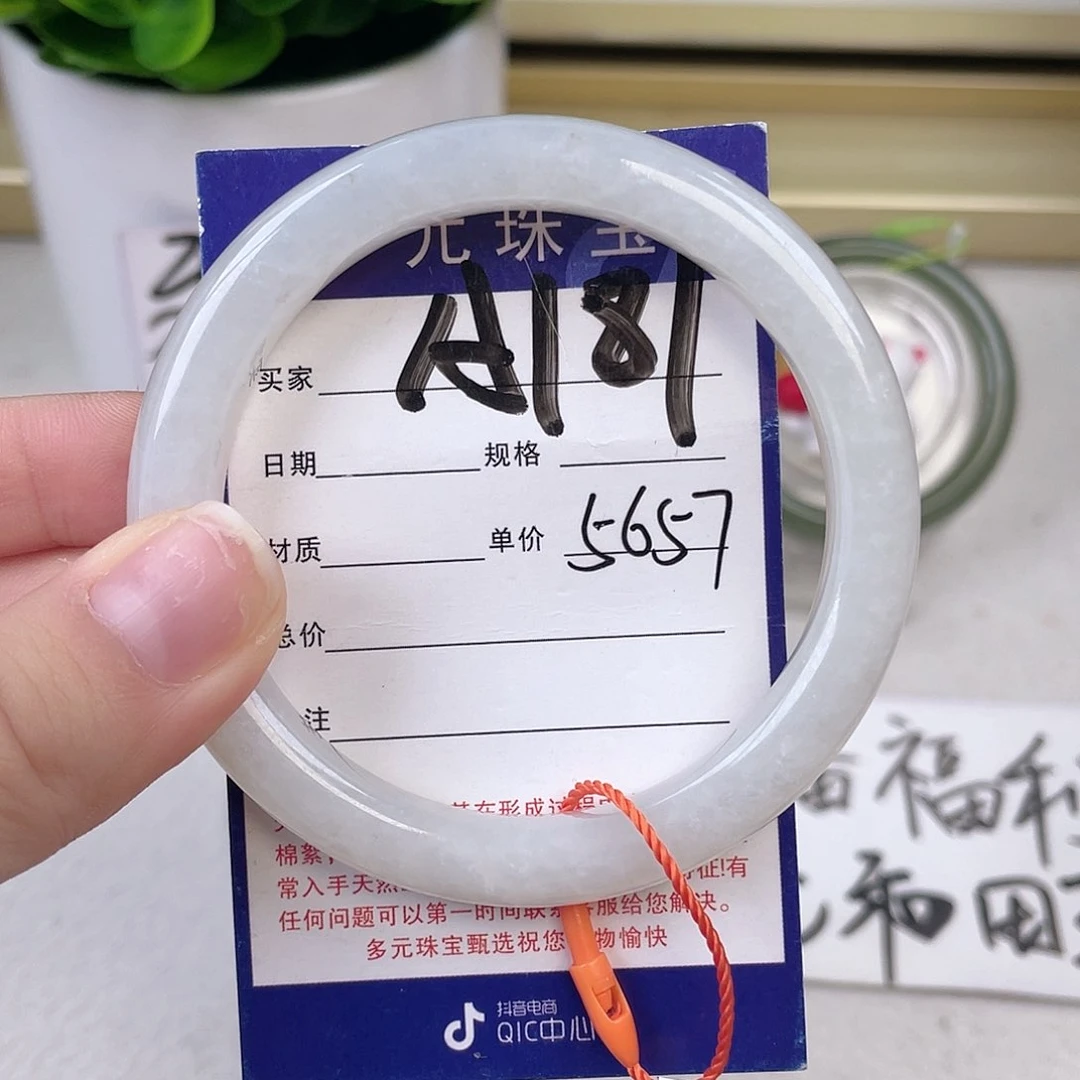 元珠宝
A181
买家
日期 规格
材质 单价 5657
总价
注
棉絮
常入手天然 征!有
任何问题可以第一时间联系客服给您解决。
多元珠宝甄选祝您购物愉快
抖音电商
QIC中心
福利
和田